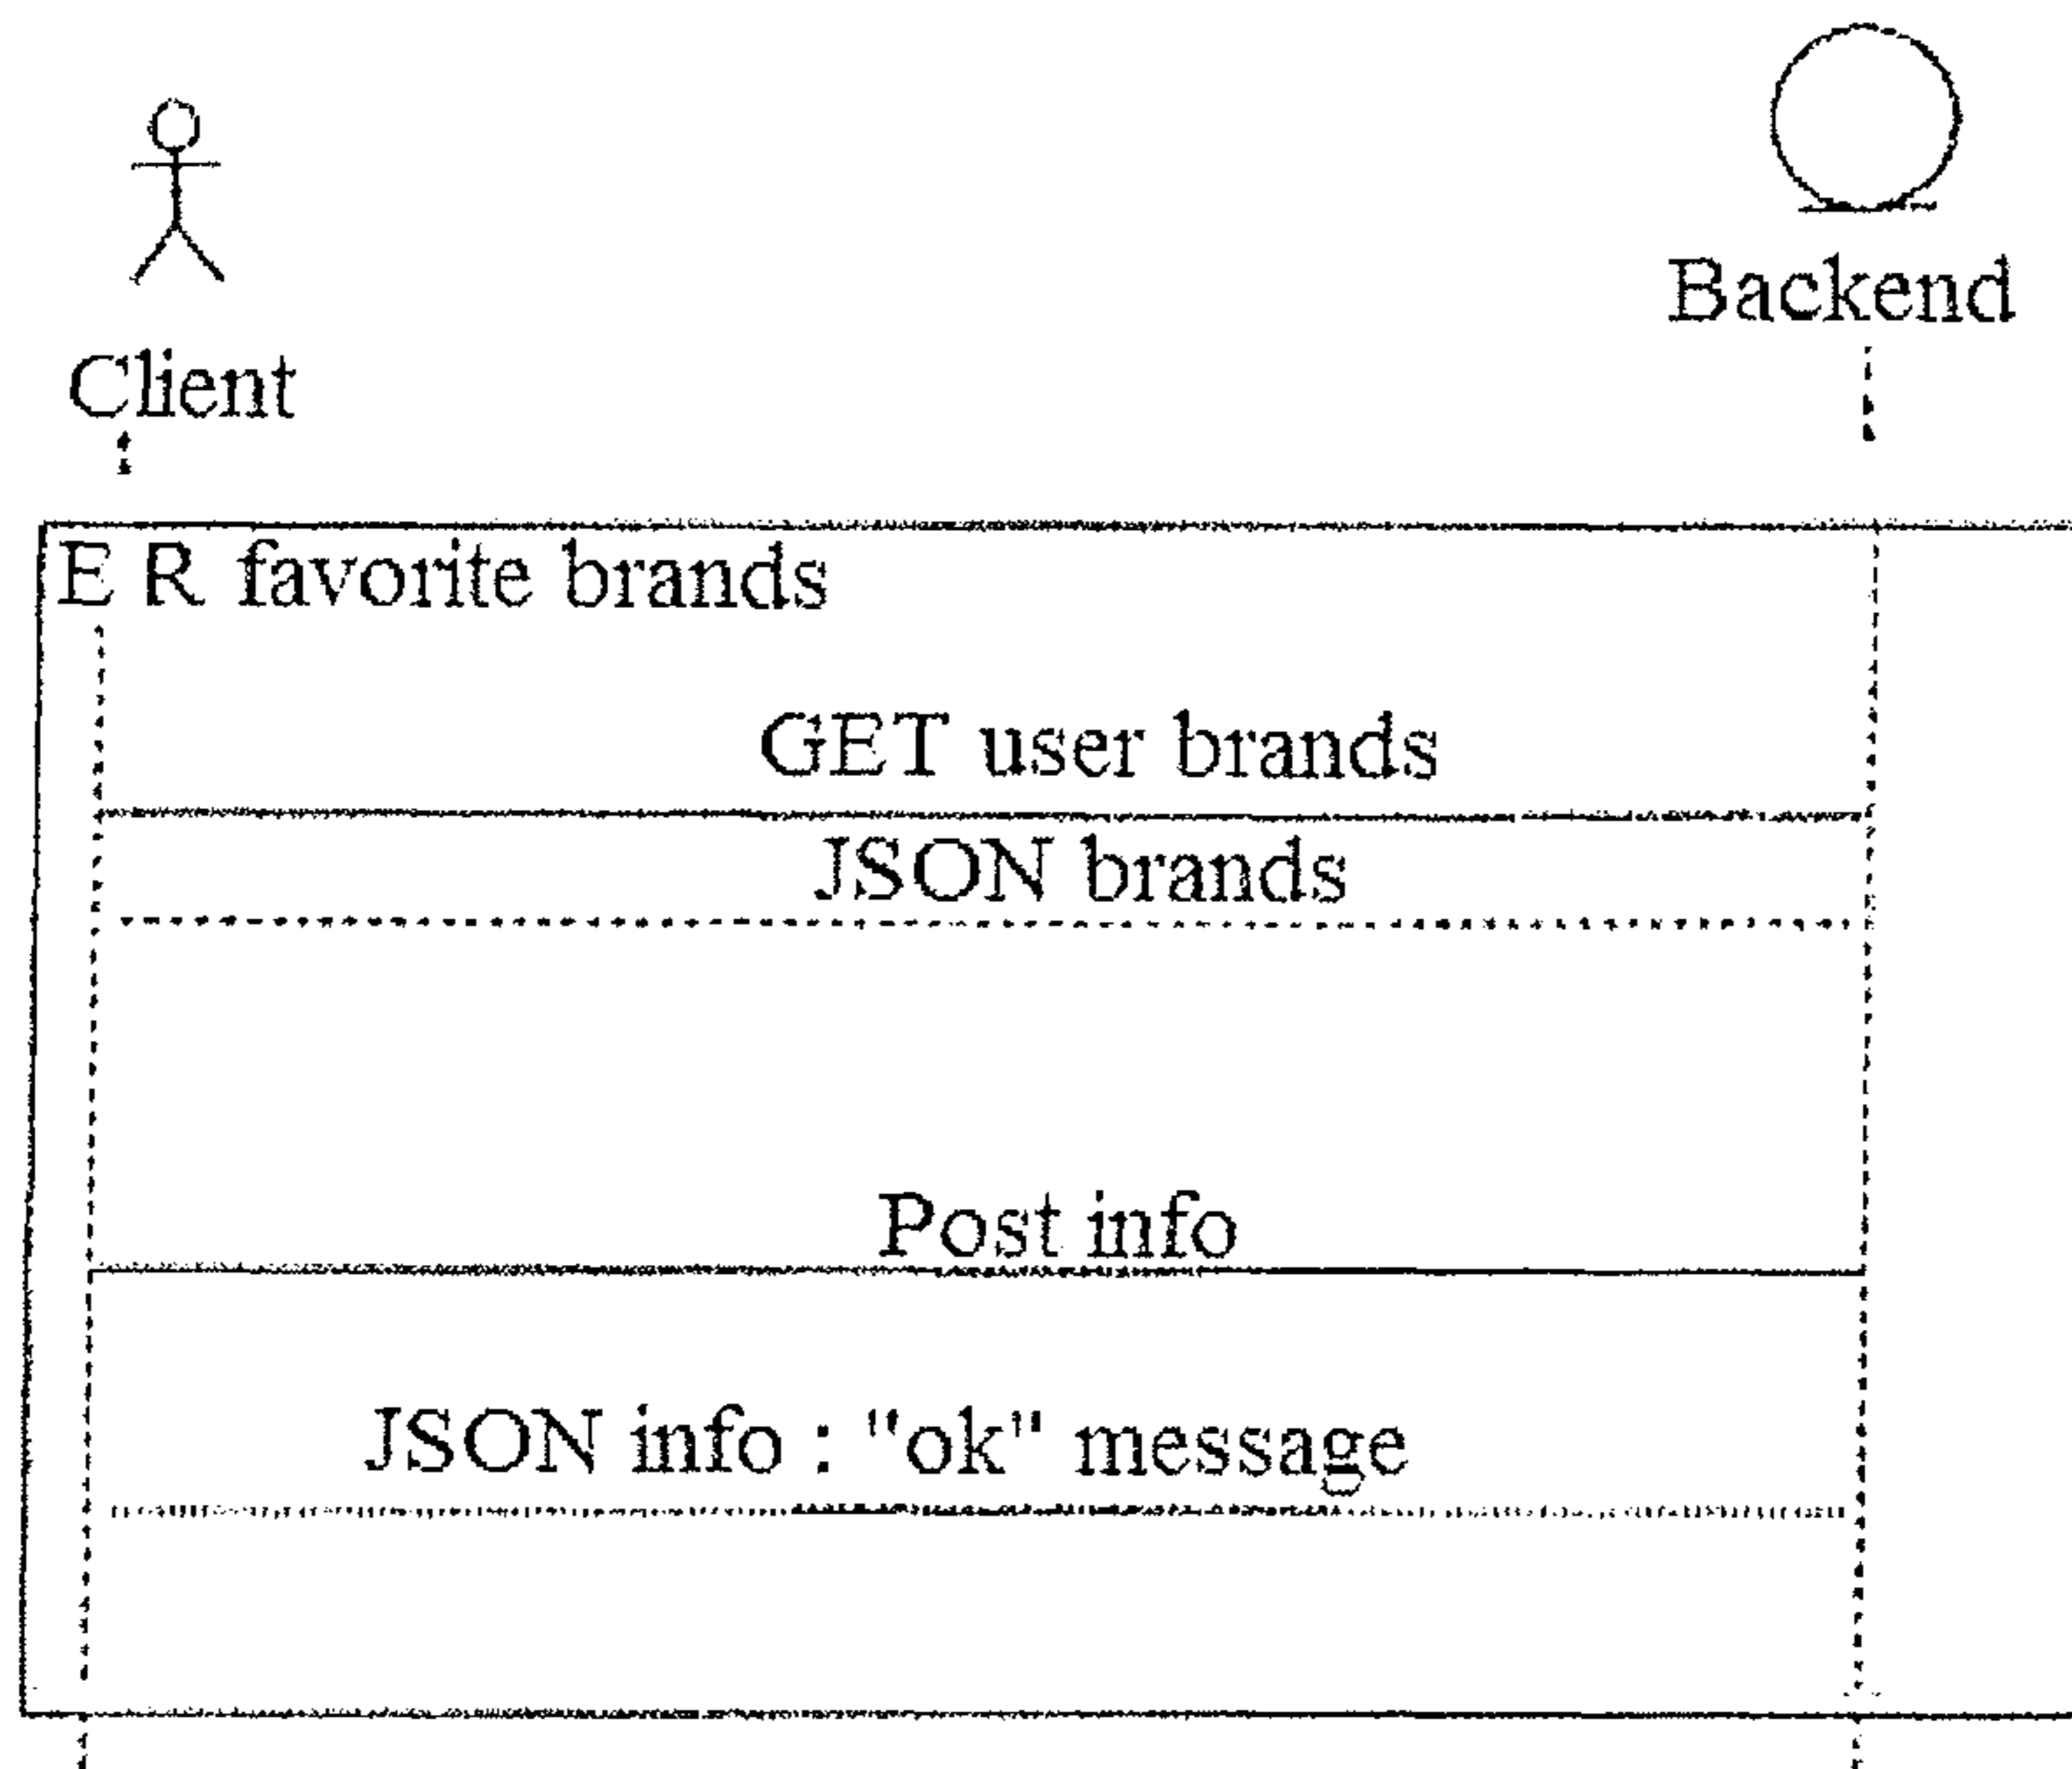 Backend
Client
E R favorite brands
GET user brands
JSON brands
Post info
JSON info : "ok" message